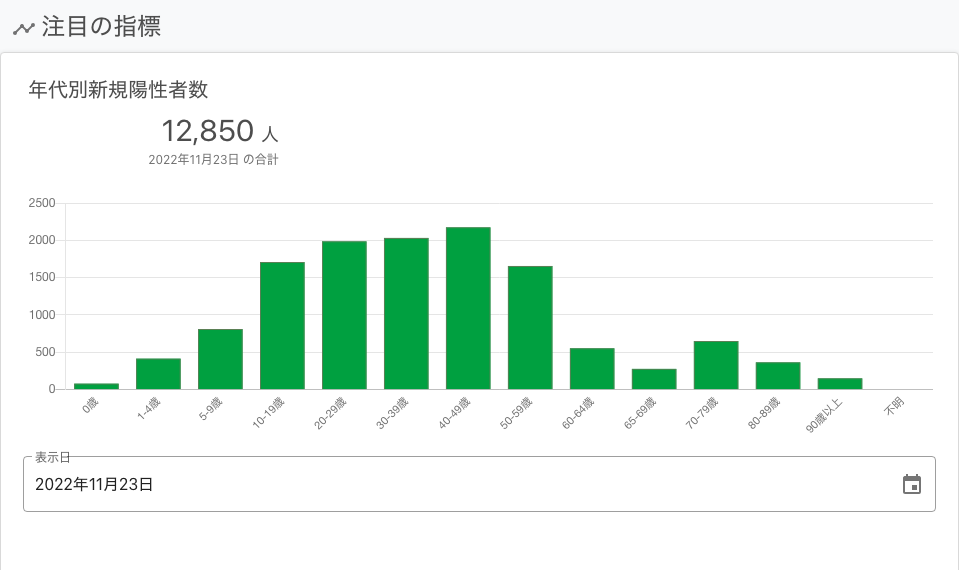 注目の指標
年代別新規陽性者数
12,850 人
2022年11月23日 の合計
2500
2000
1500
1000
500
0
0歳 1-4歳 5-9歳 10-19歳 20-29歳 30-39歳 40-49歳 50-59歳 60-64歳 65-69歳 70-79歳 80-89歳 90歳以上 不明
表示日
2022年11月23日